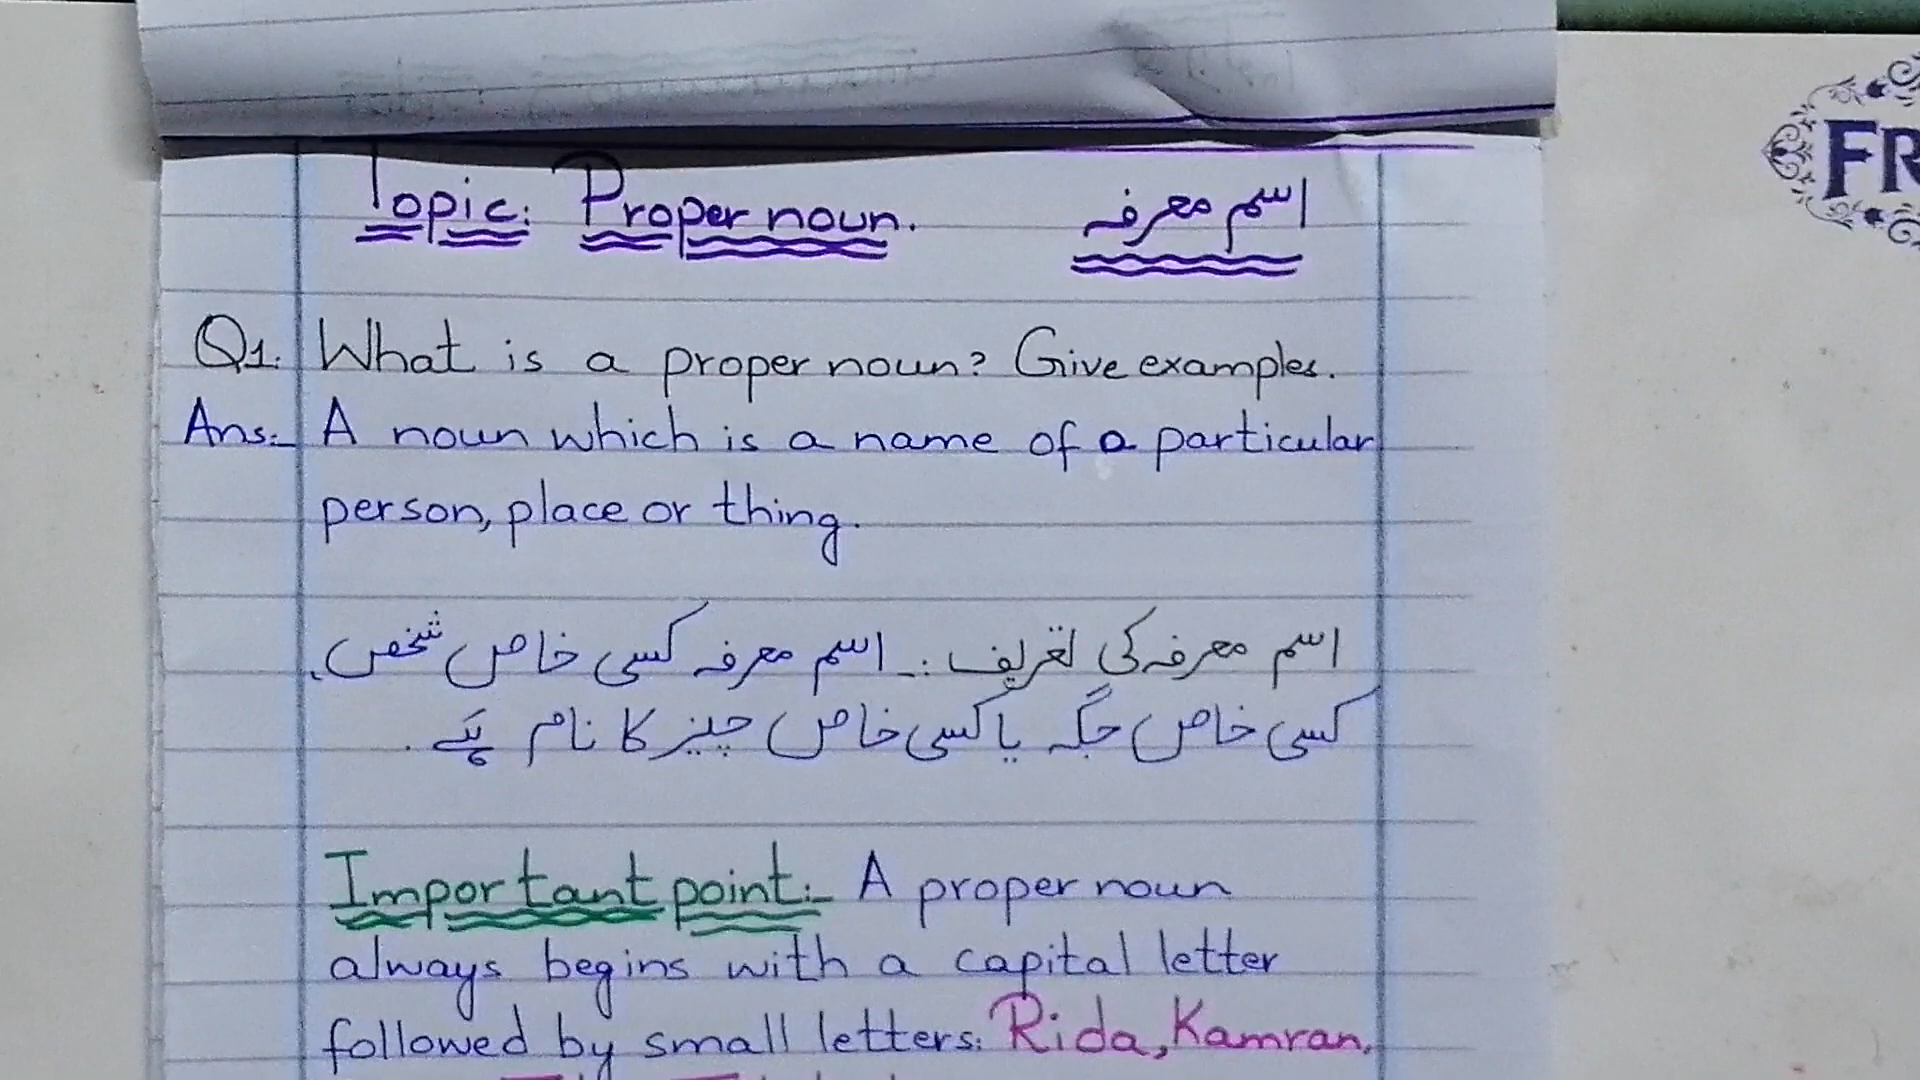 Topic: Proper noun. اسم معرفہ
Q1. What is a proper noun? Give examples.
Ans:- A noun which is a name of a particular
person, place or thing.
اسم معرفہ کی تعریف :۔ اسم معرفہ کسی خاص شخص،
کسی خاص جگہ یا کسی خاص چیز کا نام ہے۔
Important point:- A proper noun
always begins with a capital letter
followed by small letters: Rida, Kamran,
FR